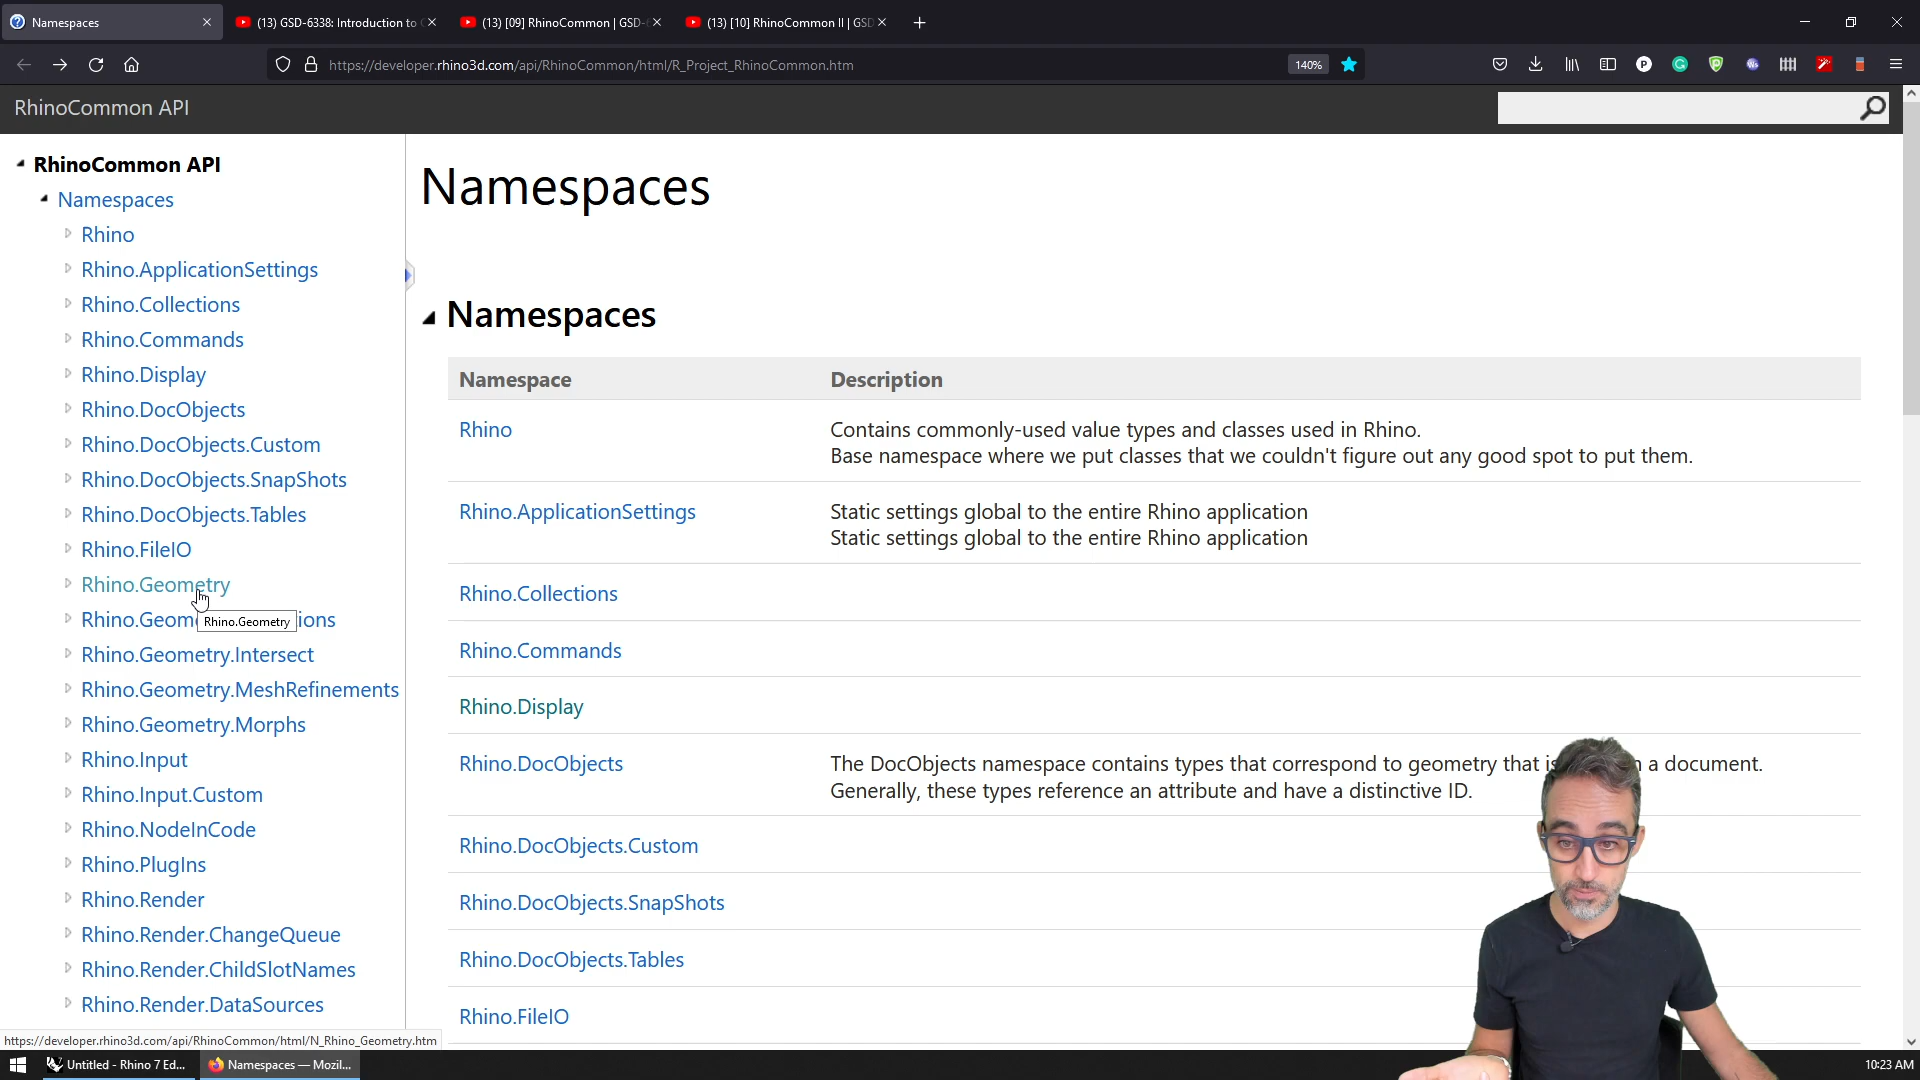 Namespaces
(13) GSD-6338: Introduction to
(13) [09] RhinoCommon | GSD-
(13) [10] RhinoCommon II | GSD
https://developer.rhino3d.com/api/RhinoCommon/html/R_Project_RhinoCommon.htm
140%
RhinoCommon API
RhinoCommon API
Namespaces
Rhino
Rhino.ApplicationSettings
Rhino.Collections
Rhino.Commands
Rhino.Display
Rhino.DocObjects
Rhino.DocObjects.Custom
Rhino.DocObjects.SnapShots
Rhino.DocObjects.Tables
Rhino.FileIO
Rhino.Geometry
Rhino.Geometry
Rhino.Geometry.Intersect
Rhino.Geometry.MeshRefinements
Rhino.Geometry.Morphs
Rhino.Input
Rhino.Input.Custom
Rhino.NodeInCode
Rhino.PlugIns
Rhino.Render
Rhino.Render.ChangeQueue
Rhino.Render.ChildSlotNames
Rhino.Render.DataSources
Namespaces
Namespaces
Namespace Description
Rhino Contains commonly-used value types and classes used in Rhino.
Base namespace where we put classes that we couldn't figure out any good spot to put them.
Rhino.ApplicationSettings Static settings global to the entire Rhino application
Static settings global to the entire Rhino application
Rhino.Collections
Rhino.Commands
Rhino.Display
Rhino.DocObjects The DocObjects namespace contains types that correspond to geometry that is a document.
Generally, these types reference an attribute and have a distinctive ID.
Rhino.DocObjects.Custom
Rhino.DocObjects.SnapShots
Rhino.DocObjects.Tables
Rhino.FileIO
https://developer.rhino3d.com/api/RhinoCommon/html/N_Rhino_Geometry.htm
Untitled - Rhino 7 Ed...
Namespaces — Mozil...
10:23 AM